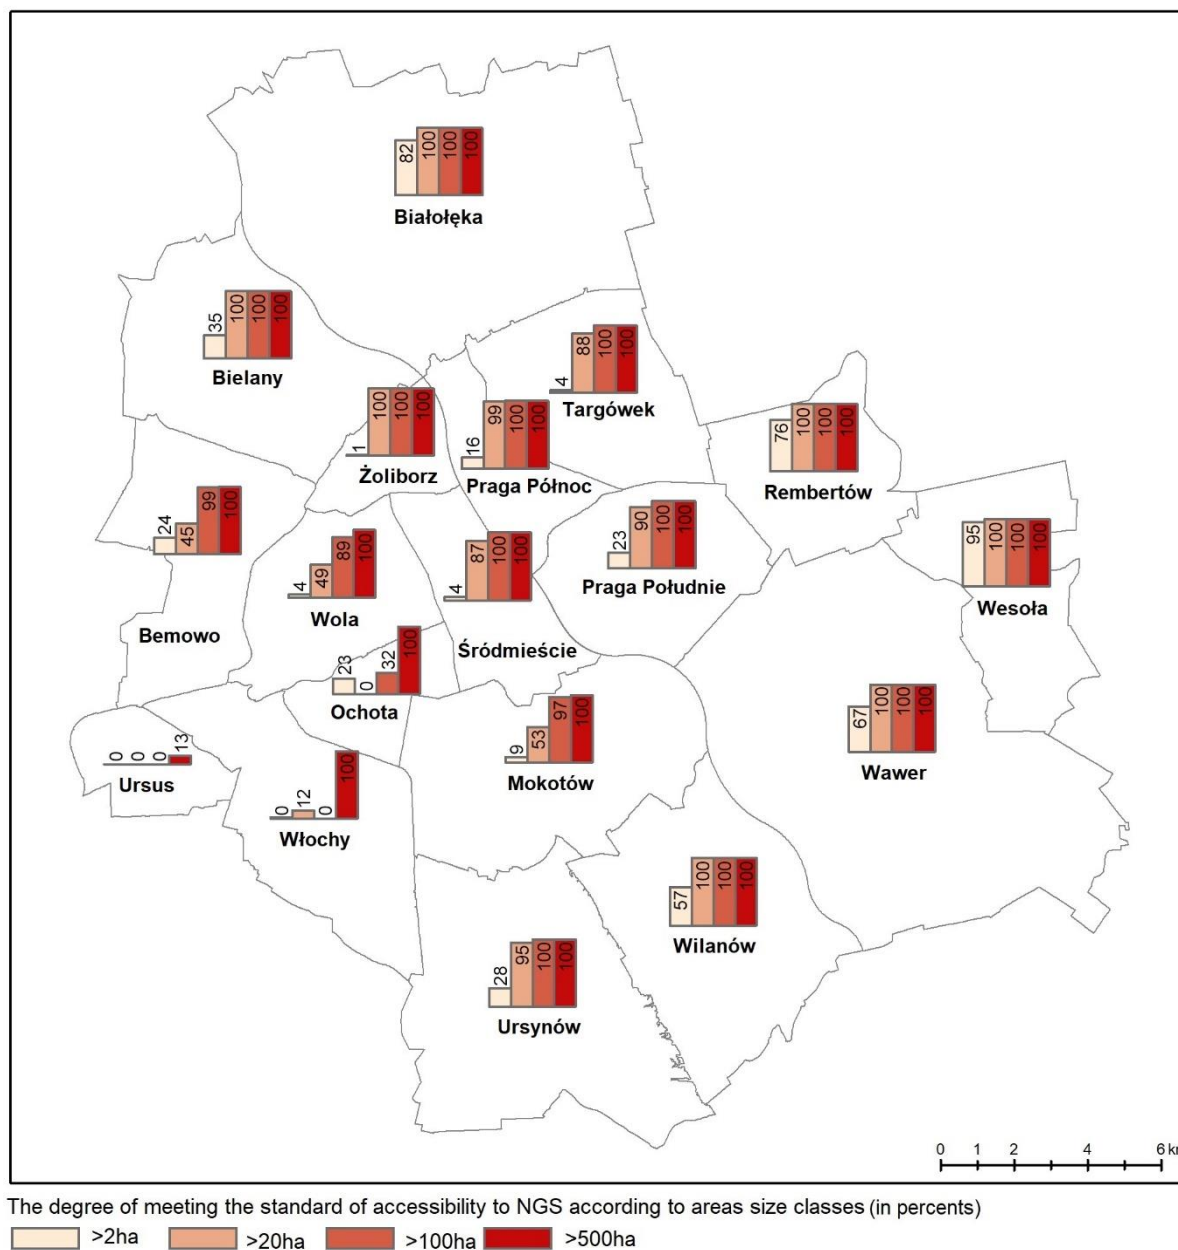 82 100 100 100
Białołęka
35 100 100 100
Bielany
4 88 100 100
Targówek
1 100 100 100
Żoliborz
16 99 100 100
Praga Północ
76 100 100 100
Rembertów
24 45 99 100
Bemowo
4 49 89 100
Wola
4 87 100 100
Śródmieście
23 90 100 100
Praga Południe
95 100 100 100
Wesoła
23 0 32 100
Ochota
0 0 0 13
Ursus
0 12 0 100
Włochy
9 53 97 100
Mokotów
67 100 100 100
Wawer
57 100 100 100
Wilanów
28 95 100 100
Ursynów
0 1 2 4 6 km
The degree of meeting the standard of accessibility to NGS according to areas size classes (in percents)
>2ha >20ha >100ha >500ha